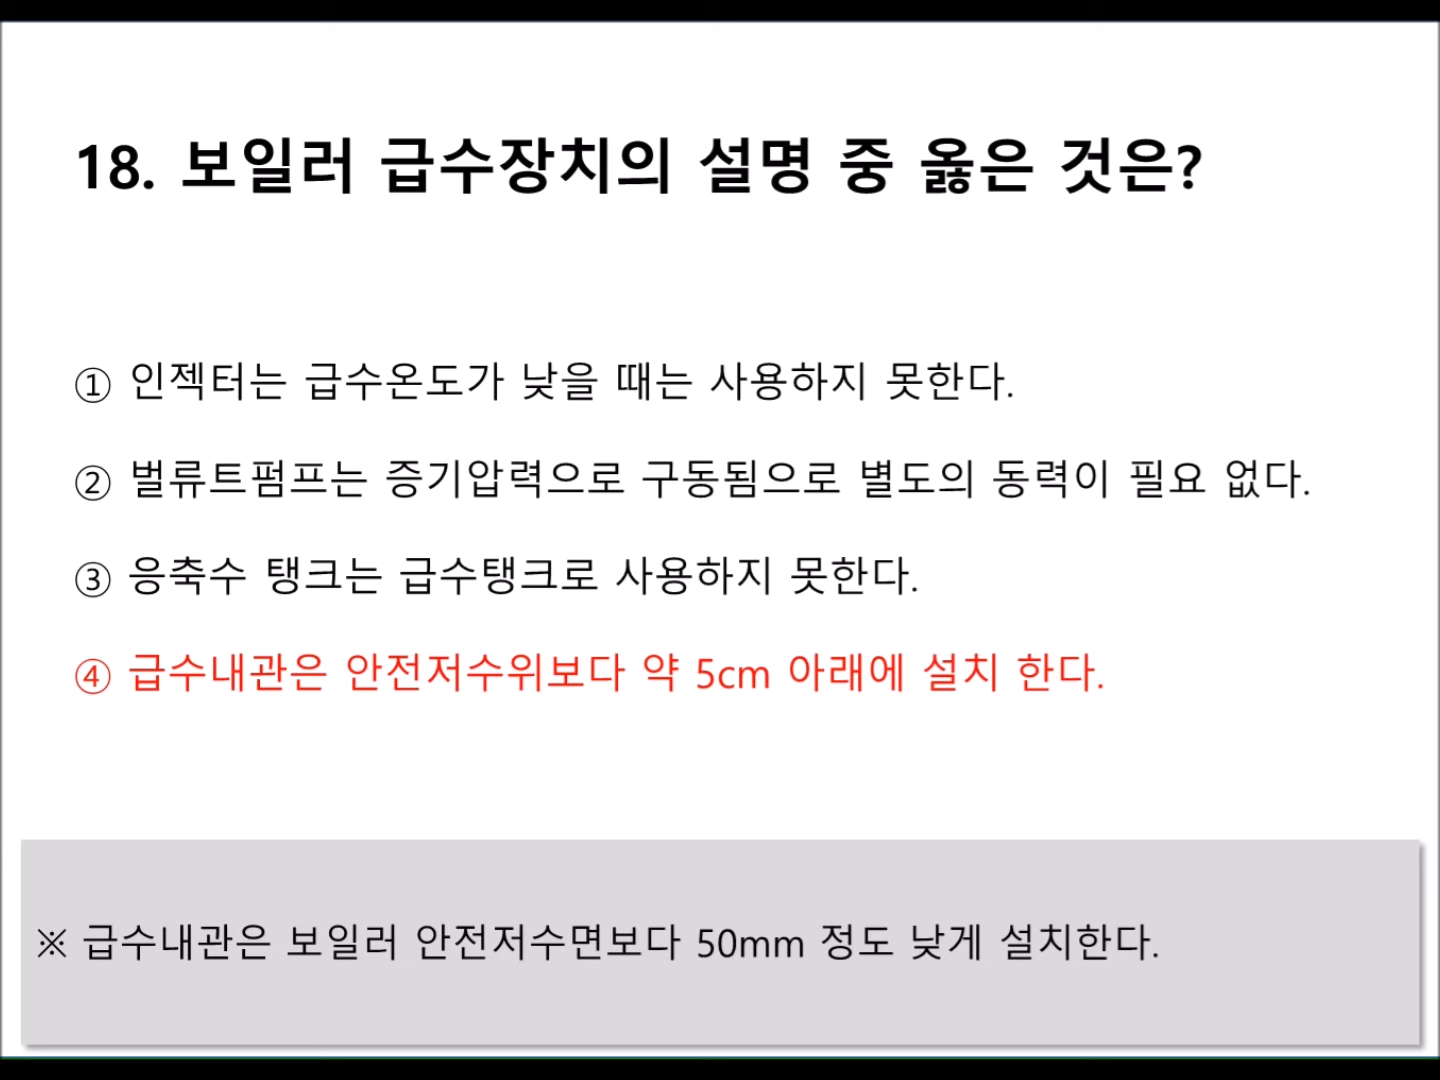 18. 보일러 급수장치의 설명 중 옳은 것은?
① 인젝터는 급수온도가 낮을 때는 사용하지 못한다.
② 벌류트펌프는 증기압력으로 구동됨으로 별도의 동력이 필요 없다.
③ 응축수 탱크는 급수탱크로 사용하지 못한다.
④ 급수내관은 안전저수위보다 약 5cm 아래에 설치 한다.
※ 급수내관은 보일러 안전저수면보다 50mm 정도 낮게 설치한다.